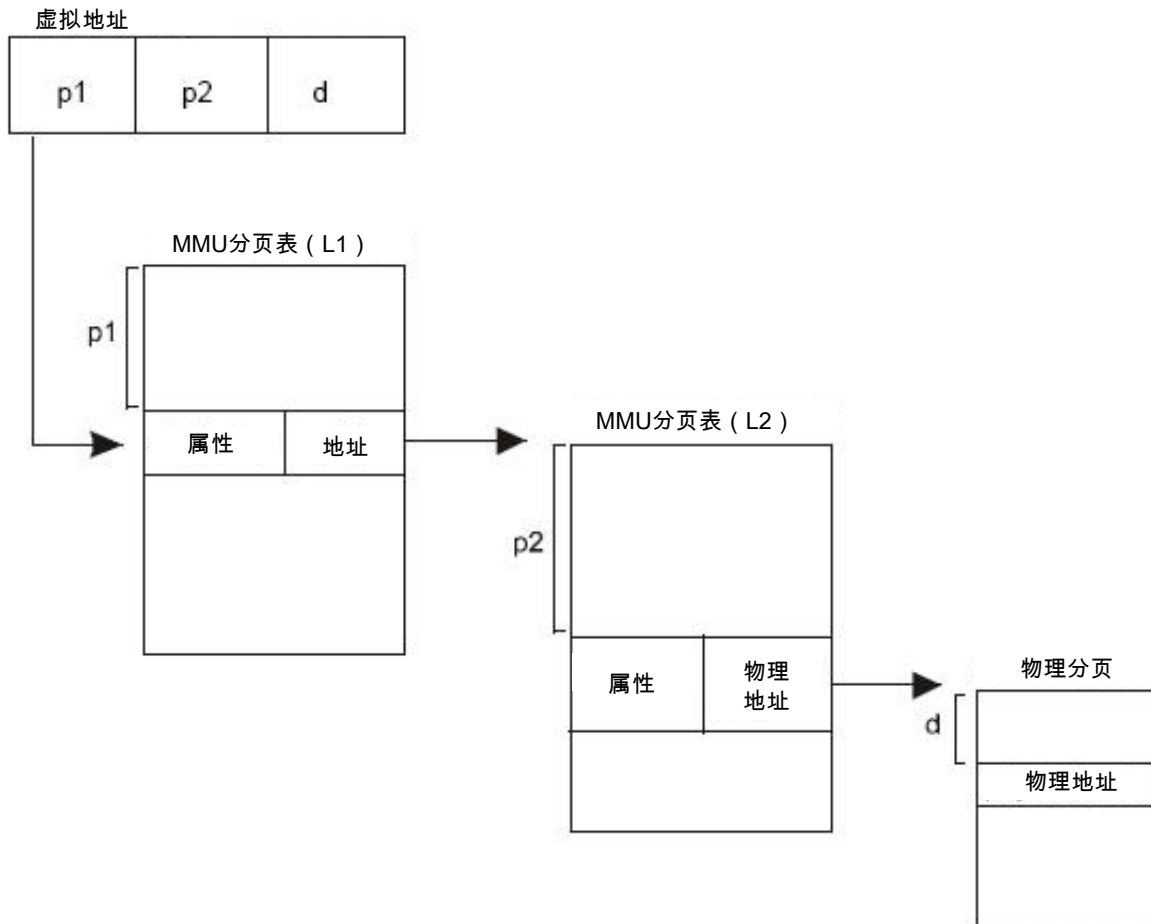 虚拟地址
p1 p2 d
MMU分页表（L1）
p1
属性 地址
MMU分页表（L2）
p2
属性 物理
地址
物理分页
d
物理地址